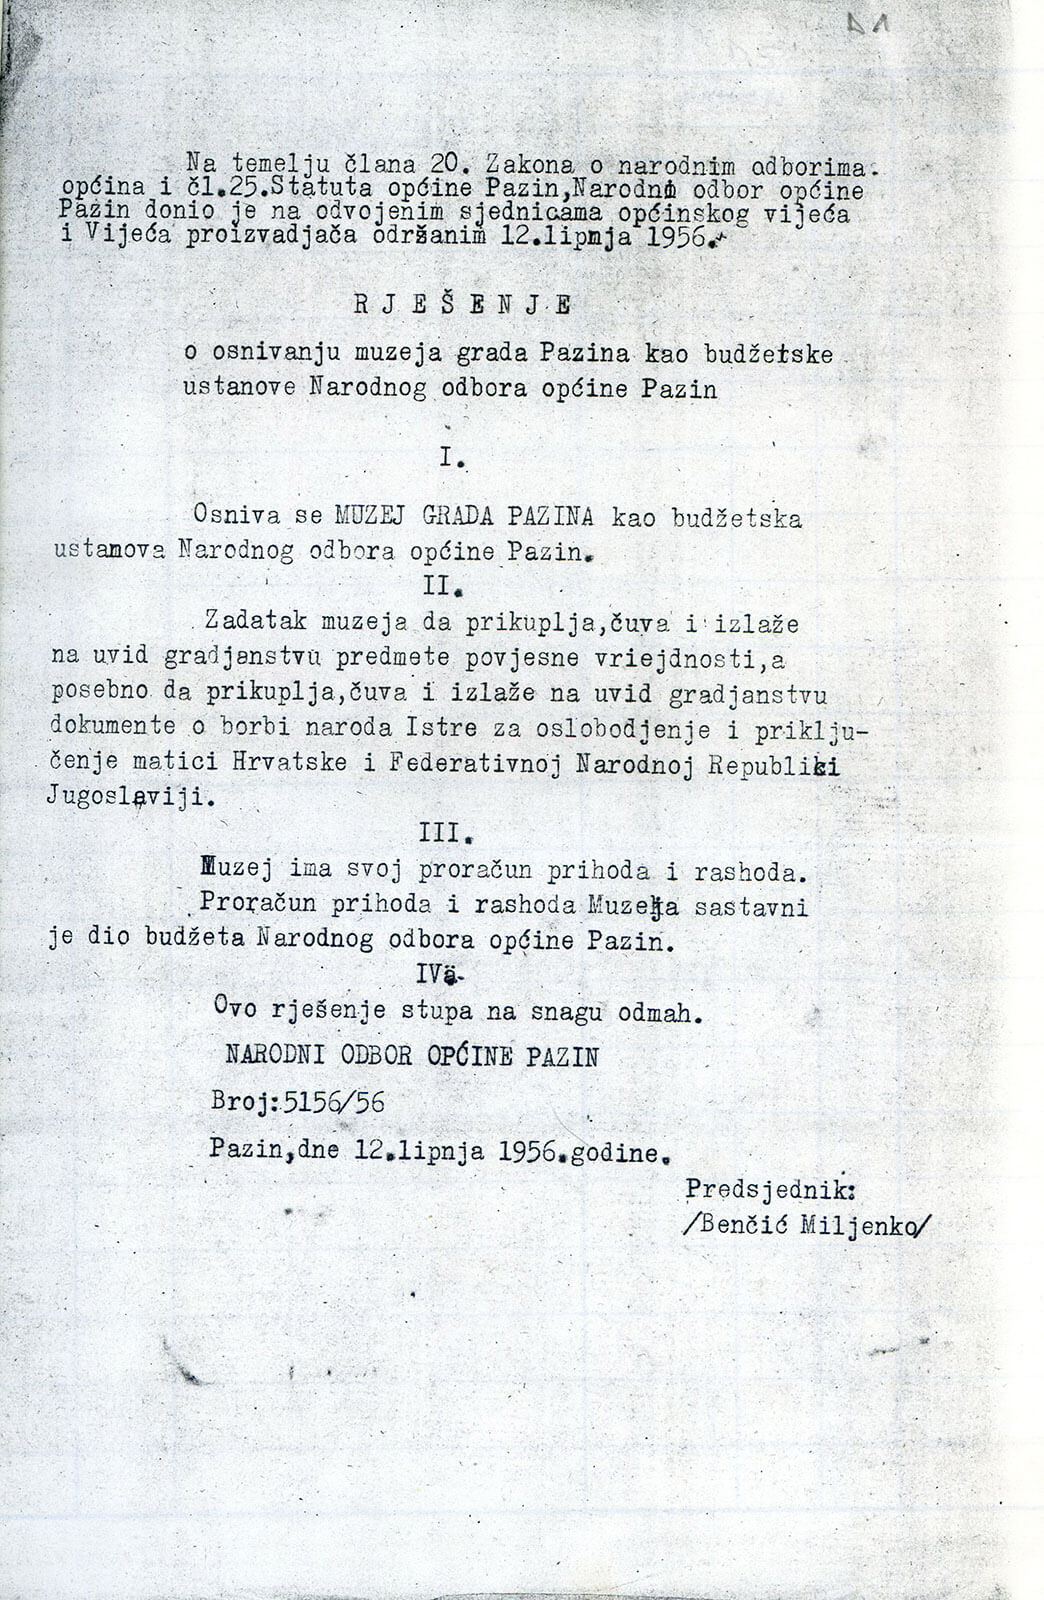 Na temelju člana 20. Zakona o narodnim odborima
općina i čl.25.Statuta općine Pazin,Narodni odbor općine
Pazin donio je na odvojenim sjednicama općinskog vijeća
i Vijeća proizvadjača održanim 12.lipnja 1956.
R J E Š E N J E
o osnivanju muzeja grada Pazina kao budžetske
ustanove Narodnog odbora općine Pazin
I.
Osniva se MUZEJ GRADA PAZINA kao budžetska
ustanova Narodnog odbora općine Pazin.
II.
Zadatak muzeja da prikuplja,čuva i izlaže
na uvid gradjanstvu predmete povjesne vriejdnosti,a
posebno da prikuplja,čuva i izlaže na uvid gradjanstvu
dokumente o borbi naroda Istre za oslobodjenje i priklju-
čenje matici Hrvatske i Federativnoj Narodnoj Republici
Jugoslaviji.
III.
Muzej ima svoj proračun prihoda i rashoda.
Proračun prihoda i rashoda Muzeja sastavni
je dio budžeta Narodnog odbora općine Pazin.
IV.
Ovo rješenje stupa na snagu odmah.
NARODNI ODBOR OPĆINE PAZIN
Broj:5156/56
Pazin,dne 12.lipnja 1956.godine.
Predsjednik:
/Benčić Miljenko/